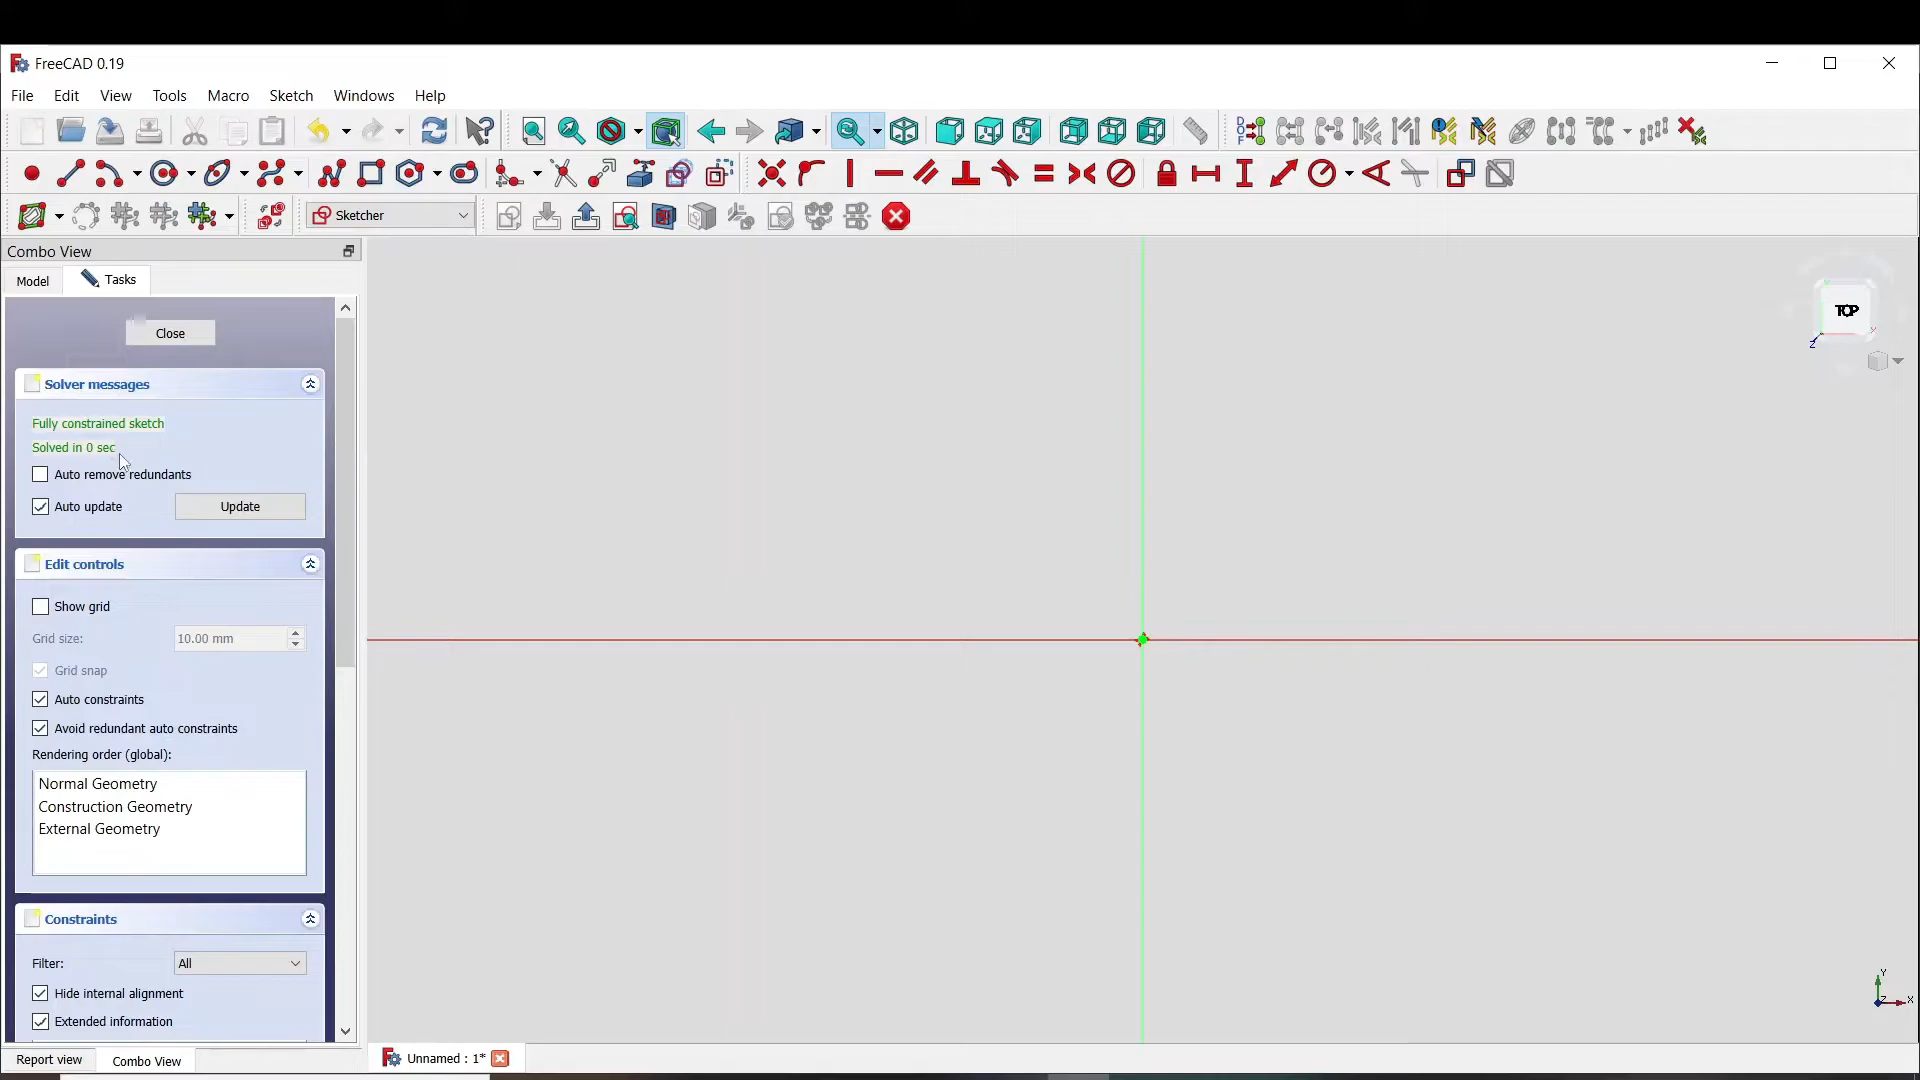 FreeCAD 0.19
File Edit View Tools Macro Sketch Windows Help
Sketcher
Combo View
Model Tasks
Close
Solver messages
Fully constrained sketch
Solved in 0 sec
Auto remove redundants
Auto update Update
Edit controls
Show grid
Grid size: 10.00 mm
Grid snap
Auto constraints
Avoid redundant auto constraints
Rendering order (global):
Normal Geometry
Construction Geometry
External Geometry
Constraints
Filter: All
Hide internal alignment
Extended information
Report view Combo View
Unnamed : 1*
TOP
X
Z
Y
Z X